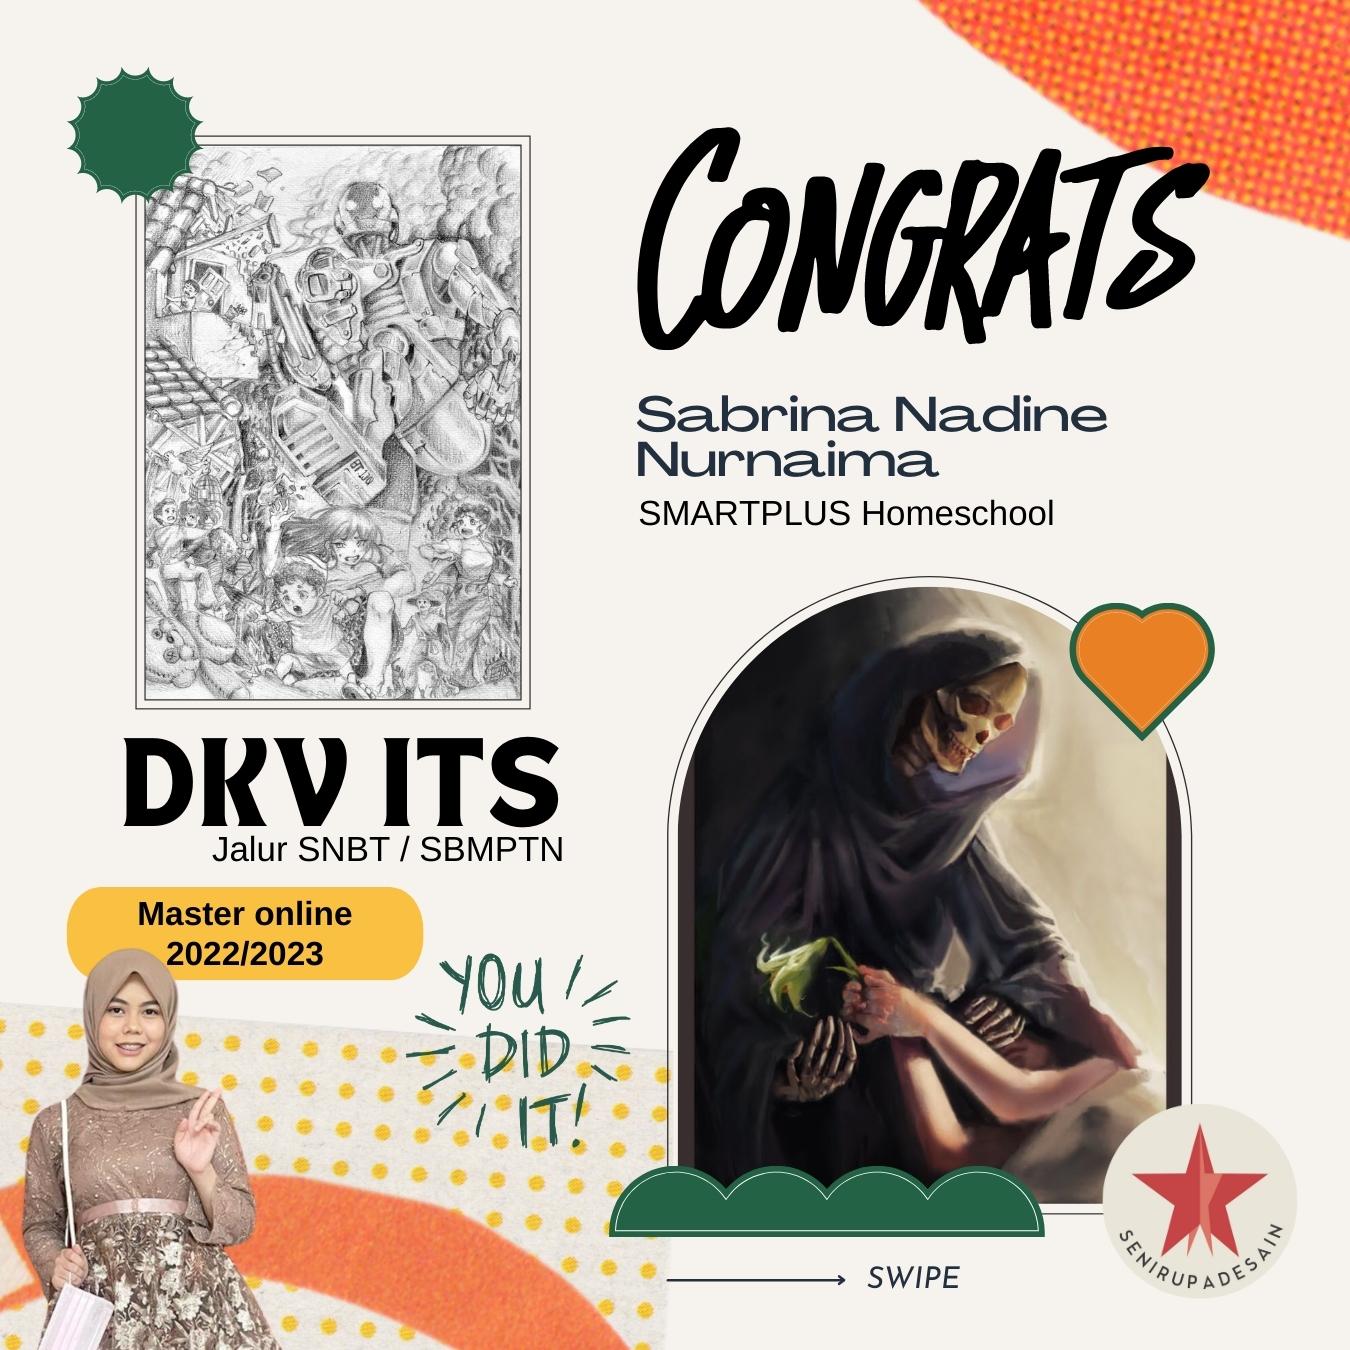 CONGRATS
Sabrina Nadine
Nurnaima
SMARTPLUS Homeschool
DKV ITS
Jalur SNBT / SBMPTN
Master online
2022/2023
YOU
DID
IT!
SWIPE
SENIRUPADESAIN